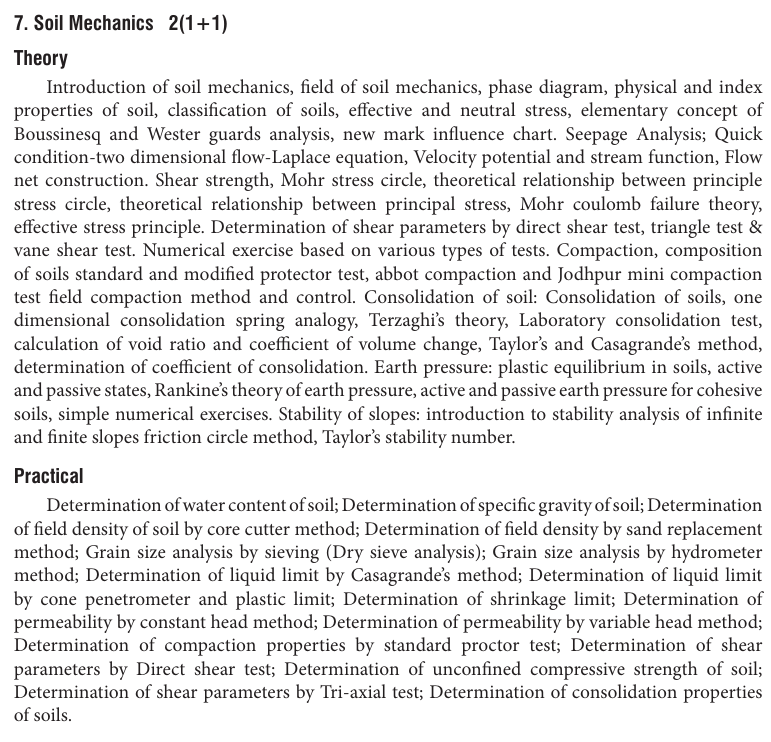 7. Soil Mechanics 2(1+1)
Theory
Introduction of soil mechanics, field of soil mechanics, phase diagram, physical and index
properties of soil, classification of soils, effective and neutral stress, elementary concept of
Boussinesq and Wester guards analysis, new mark influence chart. Seepage Analysis; Quick
condition-two dimensional flow-Laplace equation, Velocity potential and stream function, Flow
net construction. Shear strength, Mohr stress circle, theoretical relationship between principle
stress circle, theoretical relationship between principal stress, Mohr coulomb failure theory,
effective stress principle. Determination of shear parameters by direct shear test, triangle test &
vane shear test. Numerical exercise based on various types of tests. Compaction, composition
of soils standard and modified protector test, abbot compaction and Jodhpur mini compaction
test field compaction method and control. Consolidation of soil: Consolidation of soils, one
dimensional consolidation spring analogy, Terzaghi's theory, Laboratory consolidation test,
calculation of void ratio and coefficient of volume change, Taylor's and Casagrande's method,
determination of coefficient of consolidation. Earth pressure: plastic equilibrium in soils, active
and passive states, Rankine's theory of earth pressure, active and passive earth pressure for cohesive
soils, simple numerical exercises. Stability of slopes: introduction to stability analysis of infinite
and finite slopes friction circle method, Taylor's stability number.
Practical
Determination of water content of soil; Determination of specific gravity of soil; Determination
of field density of soil by core cutter method; Determination of field density by sand replacement
method; Grain size analysis by sieving (Dry sieve analysis); Grain size analysis by hydrometer
method; Determination of liquid limit by Casagrande's method; Determination of liquid limit
by cone penetrometer and plastic limit; Determination of shrinkage limit; Determination of
permeability by constant head method; Determination of permeability by variable head method;
Determination of compaction properties by standard proctor test; Determination of shear
parameters by Direct shear test; Determination of unconfined compressive strength of soil;
Determination of shear parameters by Tri-axial test; Determination of consolidation properties
of soils.